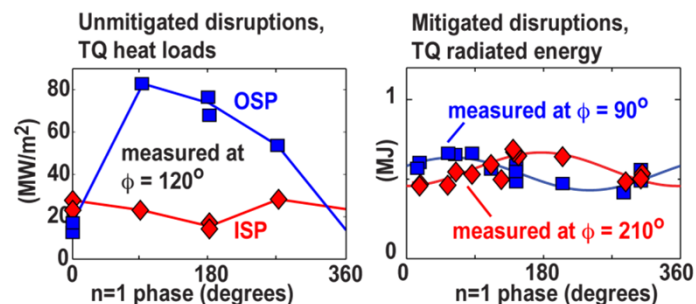 Unmitigated disruptions,
TQ heat loads
80
60
40
20
0
(MW/m²)
OSP
measured at
ϕ = 120°
ISP
0
180
360
n=1 phase (degrees)
Mitigated disruptions,
TQ radiated energy
1
0
(MJ)
measured at ϕ = 90°
measured at ϕ = 210°
0
180
360
n=1 phase (degrees)